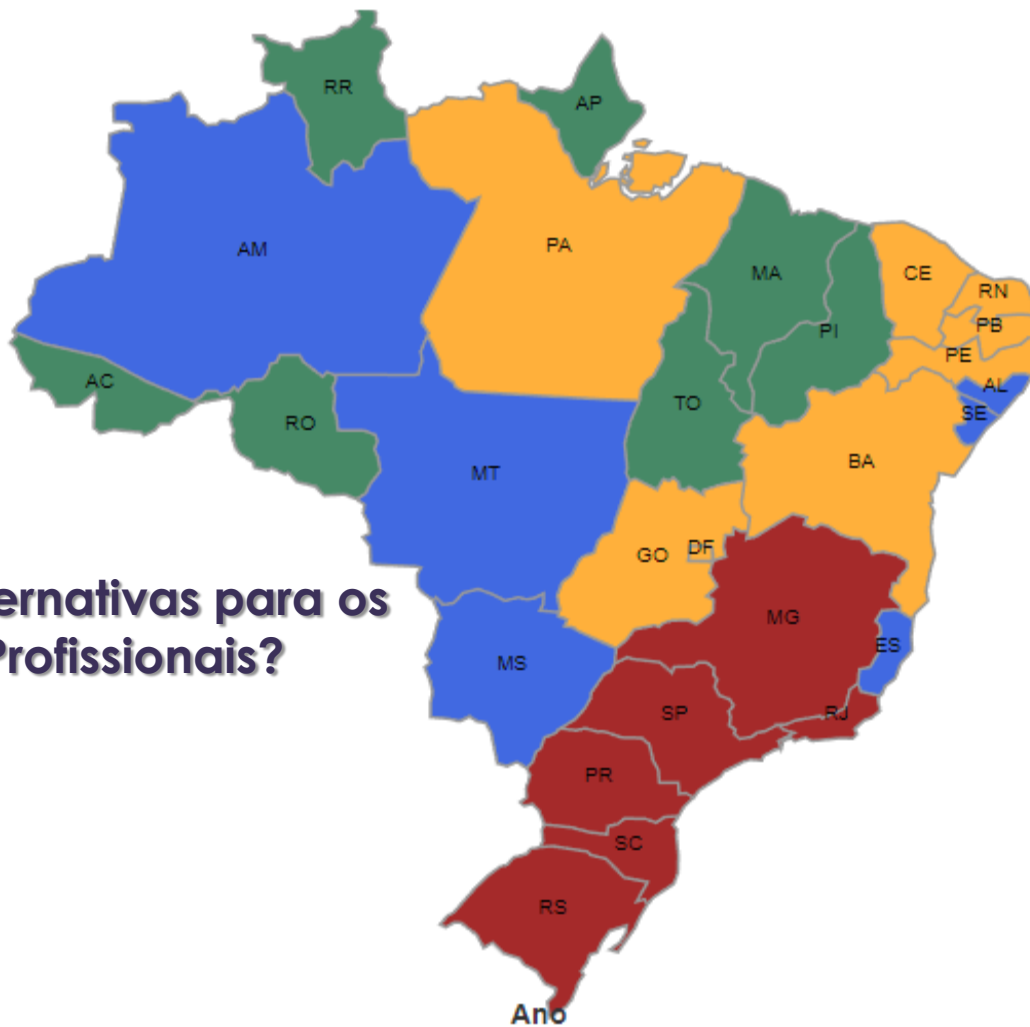 RR
AP
AM
PA
MA
CE
RN
PI
PB
PE
AC
AL
TO
SE
RO
BA
MT
GO
DF
ernativas para os
Profissionais?
MG
ES
MS
SP
RJ
PR
SC
RS
Ano